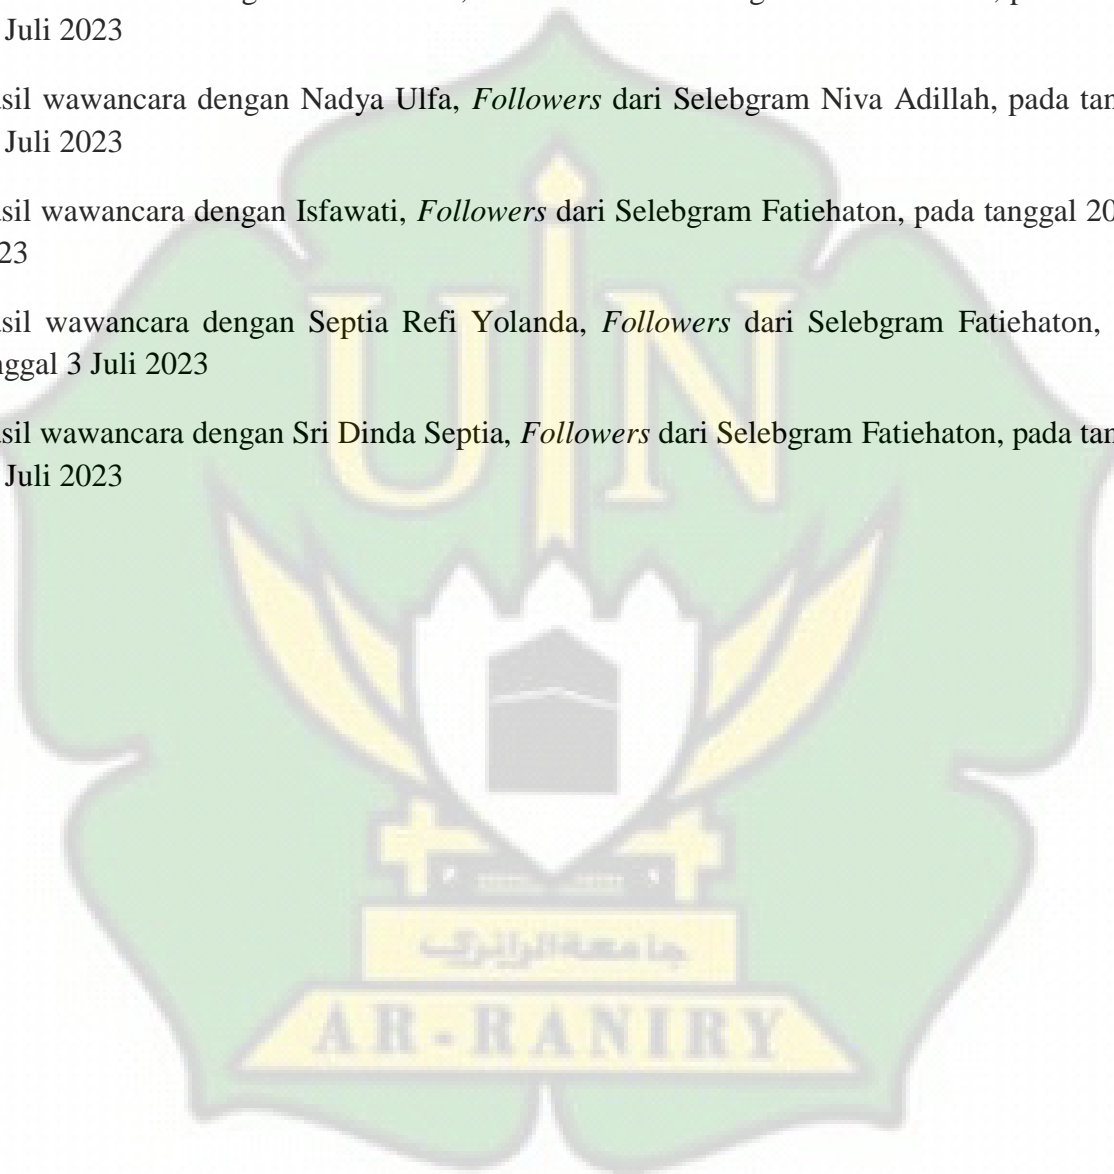 Juli 2023
sil wawancara dengan Nadya Ulfa, Followers dari Selebgram Niva Adillah, pada tan
Juli 2023
sil wawancara dengan Isfawati, Followers dari Selebgram Fatiehaton, pada tanggal 20
23
sil wawancara dengan Septia Refi Yolanda, Followers dari Selebgram Fatiehaton,
nggal 3 Juli 2023
sil wawancara dengan Sri Dinda Septia, Followers dari Selebgram Fatiehaton, pada tan
Juli 2023
UIN
جامعة الرانري
AR-RANIRY